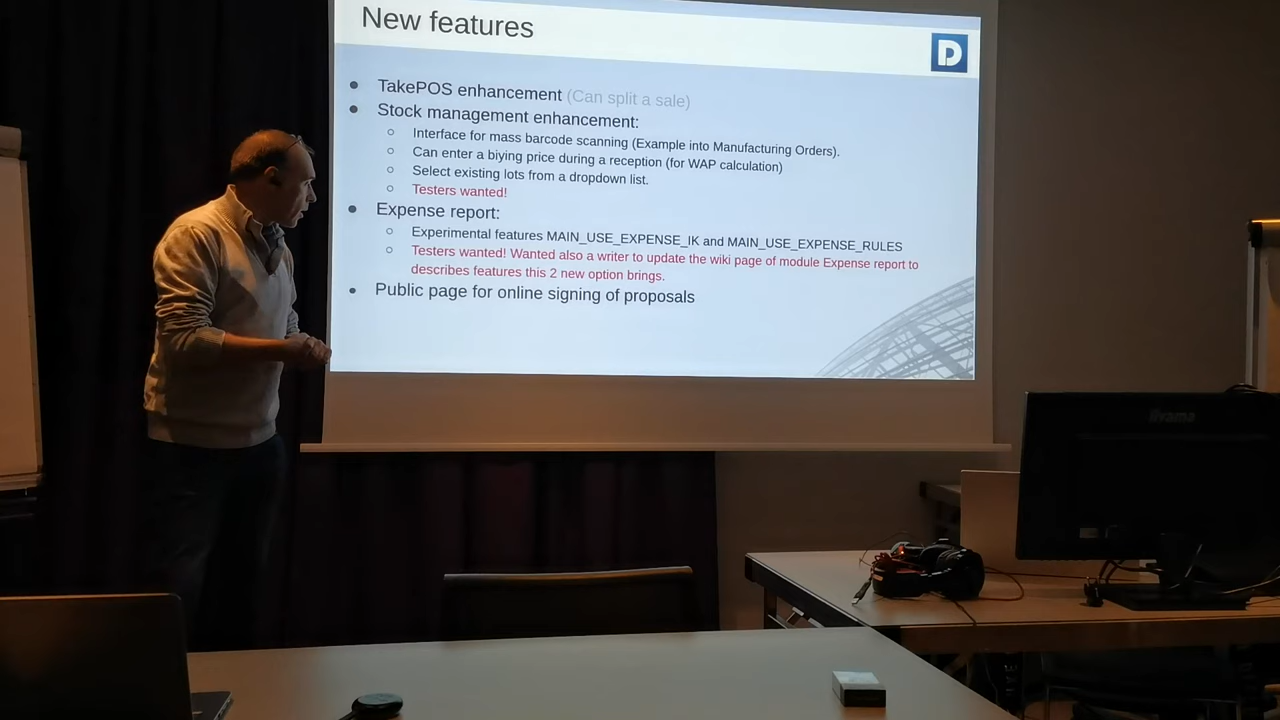 New features
D
TakePOS enhancement (Can split a sale)
Stock management enhancement:
Interface for mass barcode scanning (Example into Manufacturing Orders).
Can enter a biying price during a reception (for WAP calculation)
Select existing lots from a dropdown list.
Testers wanted!
Expense report:
Experimental features MAIN_USE_EXPENSE_IK and MAIN_USE_EXPENSE_RULES
Testers wanted! Wanted also a writer to update the wiki page of module Expense report to
describes features this 2 new option brings.
Public page for online signing of proposals
iiyama